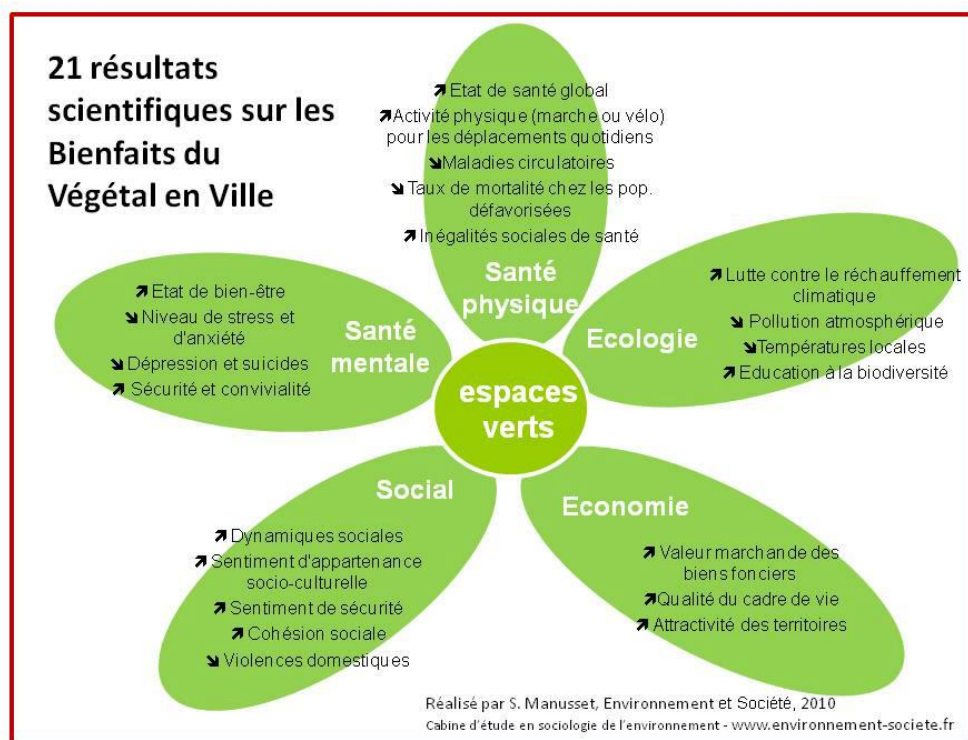 21 résultats
scientifiques sur les
Bienfaits du
Végétal en Ville
↗ Etat de santé global
↗Activité physique (marche ou vélo)
pour les déplacements quotidiens
↘Maladies circulatoires
↘ Taux de mortalité chez les pop.
défavorisées
↗ Inégalités sociales de santé
Santé
physique
↗ Lutte contre le réchauffement
climatique
↘ Pollution atmosphérique
↘Températures locales
↗ Education à la biodiversité
Ecologie
↗ Etat de bien-être
↘ Niveau de stress et
d'anxiété
↘ Dépression et suicides
↗ Sécurité et convivialité
Santé
mentale
espaces
verts
Social
↗ Dynamiques sociales
↗ Sentiment d'appartenance
socio-culturelle
↗ Sentiment de sécurité
↗ Cohésion sociale
↘ Violences domestiques
Economie
↗ Valeur marchande des
biens fonciers
↗Qualité du cadre de vie
↗ Attractivité des territoires
Réalisé par S. Manusset, Environnement et Société, 2010
Cabine d'étude en sociologie de l'environnement - www.environnement-societe.fr